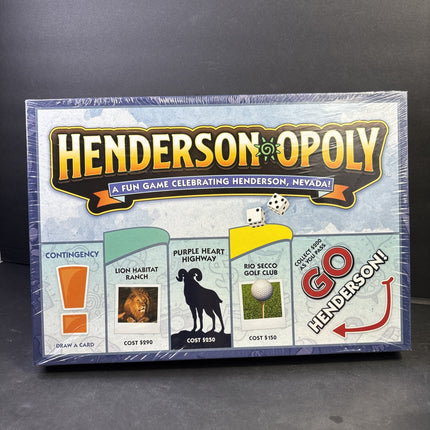 HENDERSON OPOLY
A FUN GAME CELEBRATING HENDERSON, NEVADA!
CONTINGENCY
DRAW A CARD
LION HABITAT
RANCH
COST $290
PURPLE HEART
HIGHWAY
COST $250
RIO SECCO
GOLF CLUB
COST $150
COLLECT $200
AS YOU PASS
GO
HENDERSON!